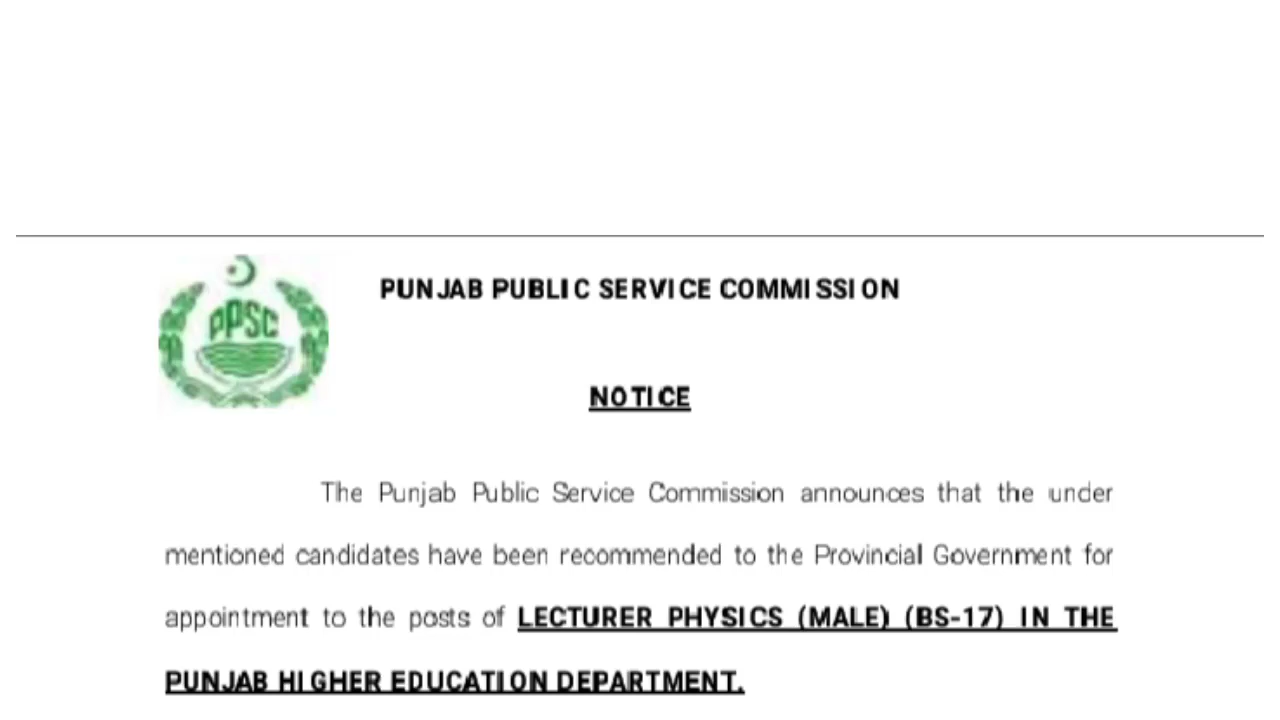 PPSC
PUNJAB PUBLIC SERVICE COMMISSION
NOTICE
The Punjab Public Service Commission announces that the under
mentioned candidates have been recommended to the Provincial Government for
appointment to the posts of LECTURER PHYSICS (MALE) (BS-17) IN THE
PUNJAB HIGHER EDUCATION DEPARTMENT.